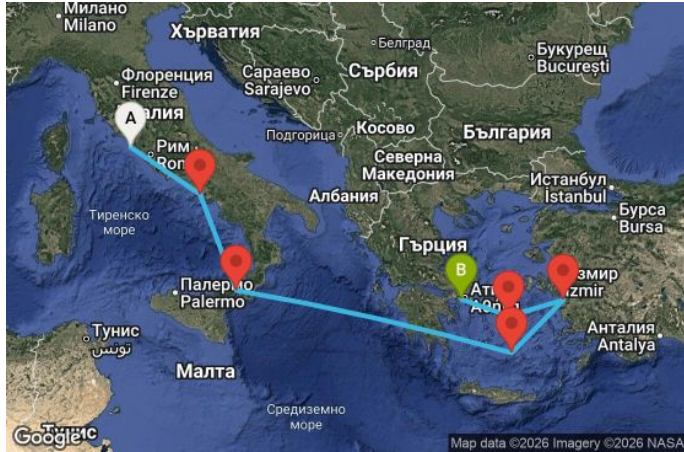 Милано
Milano
Хърватия
Белград
Букурещ
București
Флоренция
Firenze
Сараево
Sarajevo
Сърбия
A
Рим
Подгорица
Косово
България
Северна
Македония
Истанбул
İstanbul
Албания
Бурса
Bursa
Тиренско
море
Гърция
B
Палермо
Palermo
İzmir
Анталия
Antalya
Тунис
تونس
Малта
Средиземно
море
Google
Тунис
Map data ©2026 Imagery ©2026 NASA